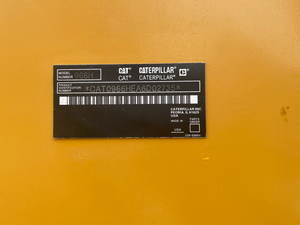 MODEL NUMBER 966H
CAT CATERPILLAR
CAT CATERPILLAR
PRODUCT IDENTIFICATION NUMBER
*CAT0966HEA6D02735*
CATERPILLAR INC
PEORIA, IL 61629
USA
MADE IN
USA